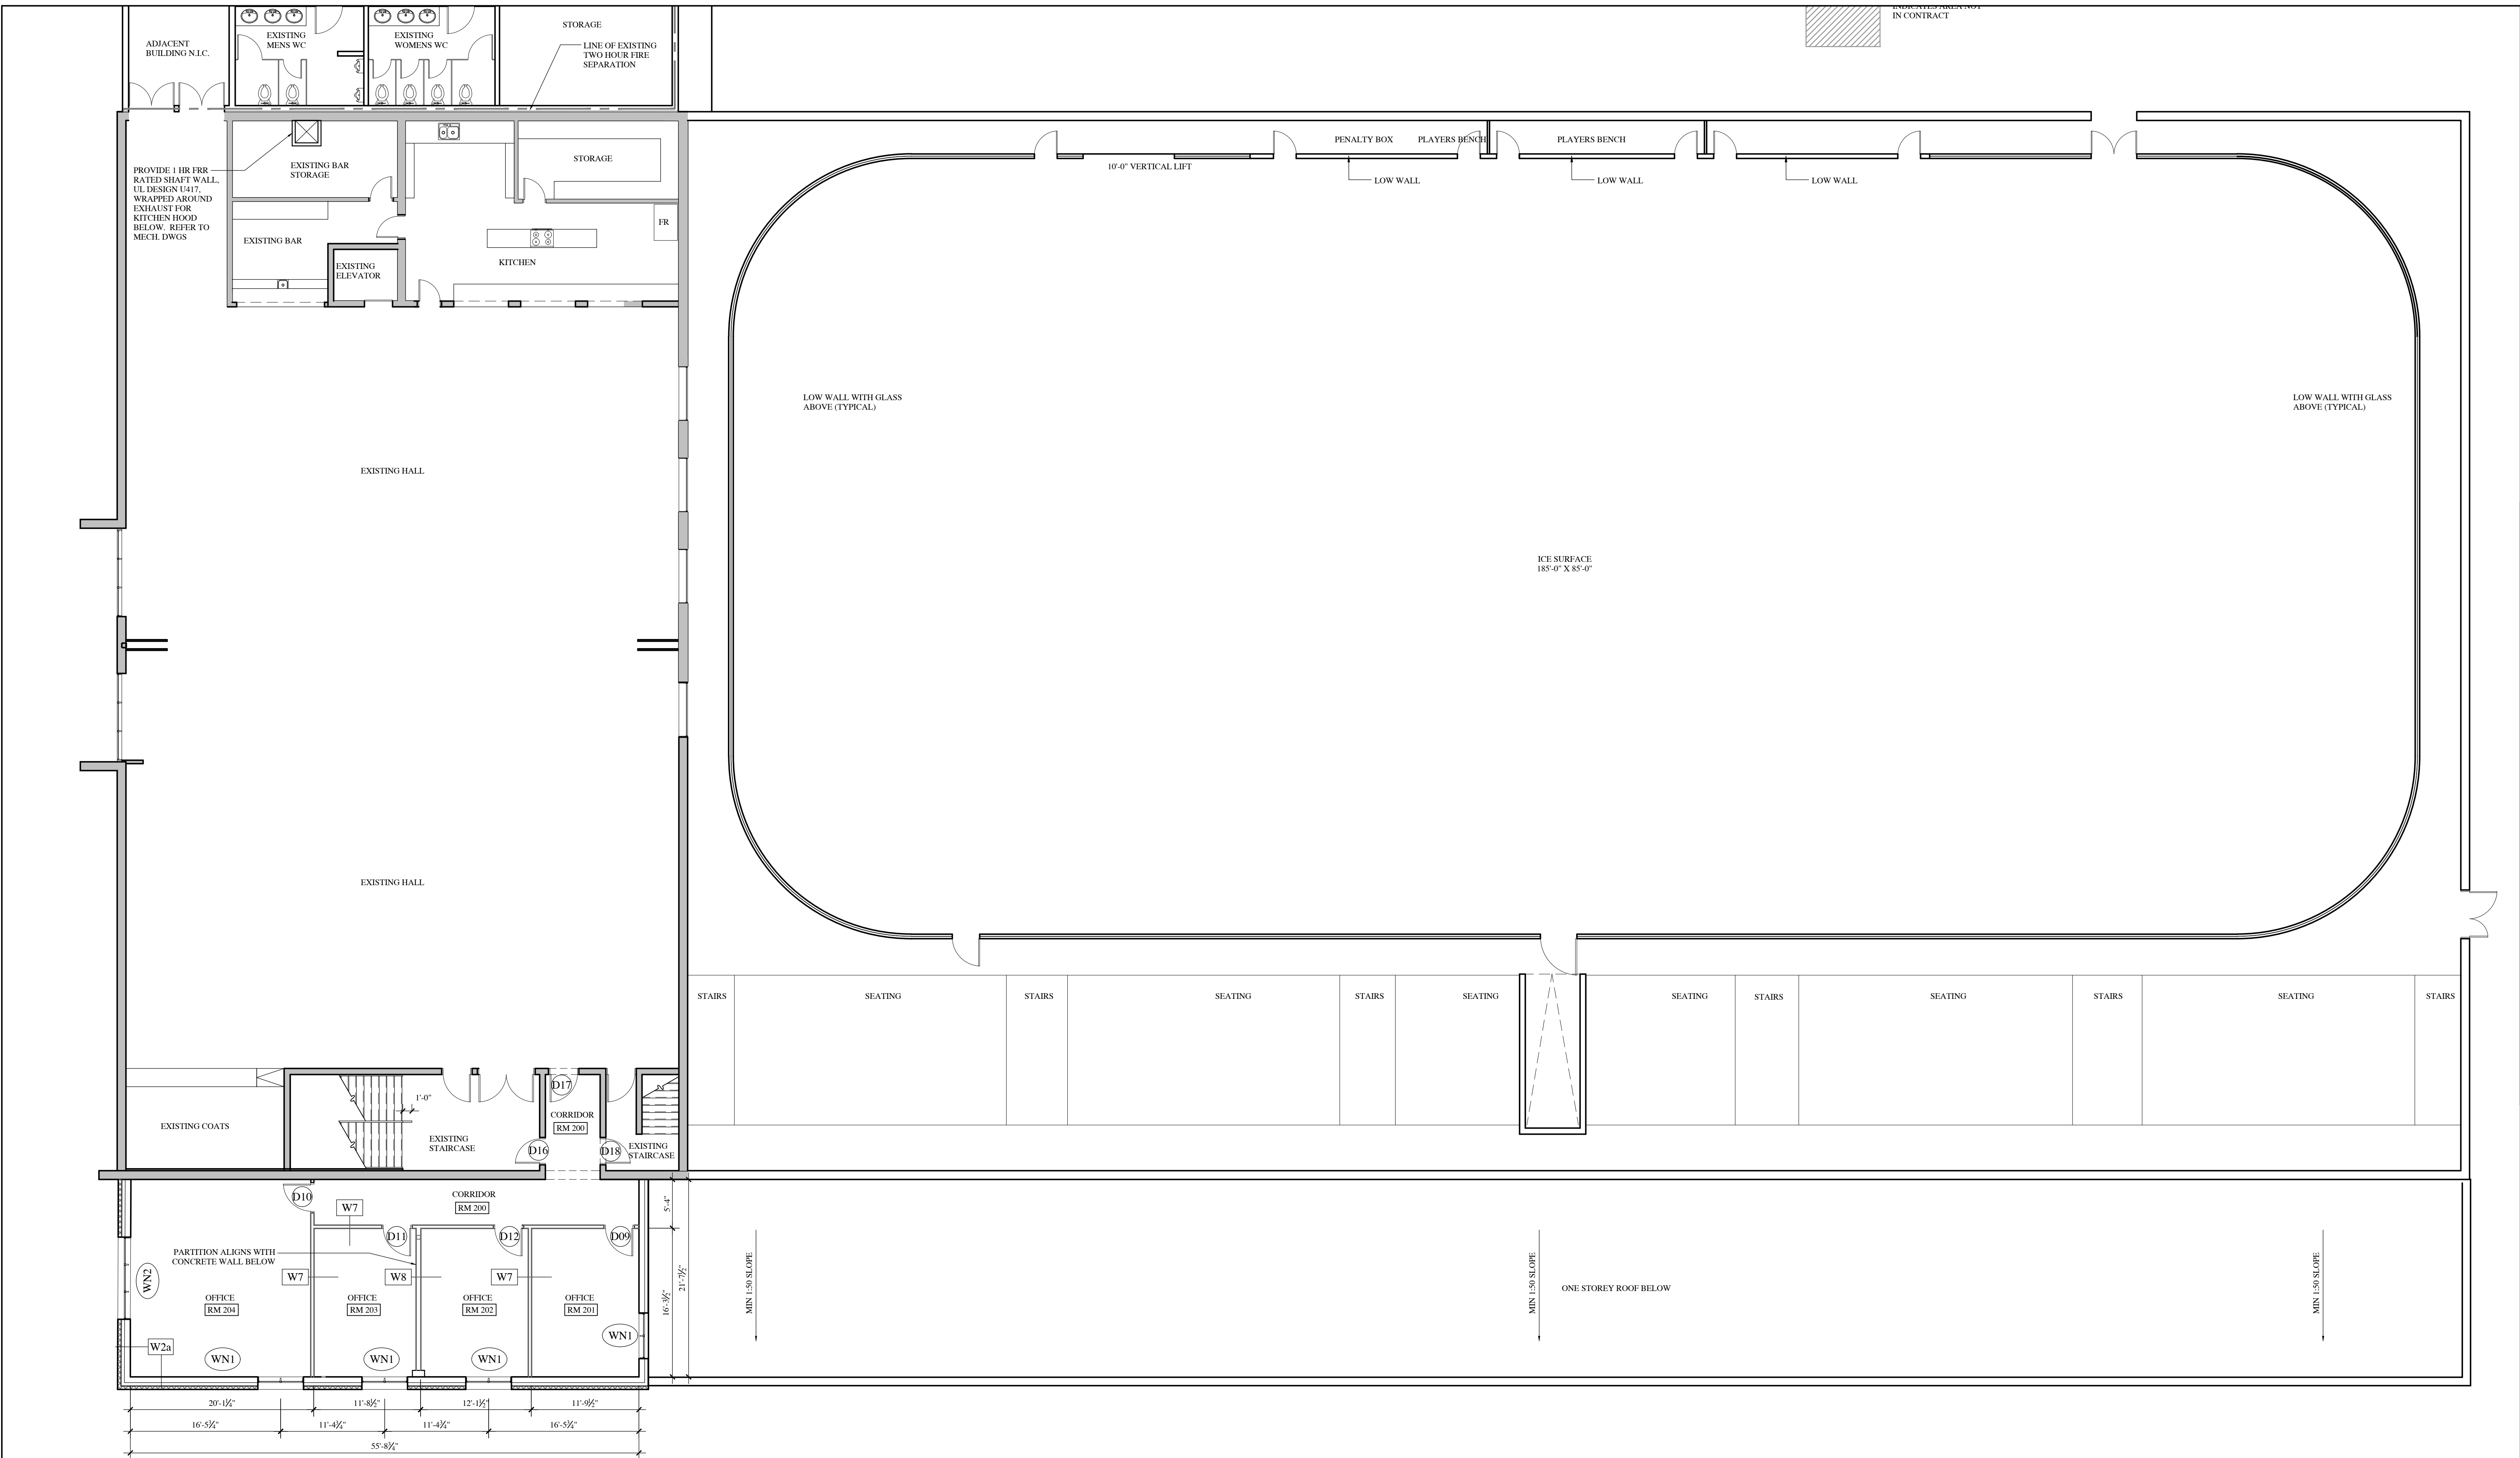 ADJACENT
BUILDING N.I.C.
EXISTING
MENS WC
EXISTING
WOMENS WC
STORAGE
LINE OF EXISTING
TWO HOUR FIRE
SEPARATION
INDICATES AREA NOT
IN CONTRACT
PROVIDE 1 HR FRR
RATED SHAFT WALL,
UL DESIGN U417,
WRAPPED AROUND
EXHAUST FOR
KITCHEN HOOD
BELOW. REFER TO
MECH. DWGS
EXISTING BAR
STORAGE
STORAGE
EXISTING BAR
FR
EXISTING
ELEVATOR
KITCHEN
10'-0" VERTICAL LIFT
PENALTY BOX
PLAYERS BENCH
PLAYERS BENCH
LOW WALL
LOW WALL
LOW WALL
LOW WALL WITH GLASS
ABOVE (TYPICAL)
LOW WALL WITH GLASS
ABOVE (TYPICAL)
EXISTING HALL
ICE SURFACE
185'-0" X 85'-0"
EXISTING HALL
STAIRS
SEATING
STAIRS
SEATING
STAIRS
SEATING
SEATING
STAIRS
SEATING
STAIRS
SEATING
STAIRS
D17
1'-0"
CORRIDOR
RM 200
EXISTING COATS
EXISTING
STAIRCASE
D16
D18
EXISTING
STAIRCASE
D10
CORRIDOR
RM 200
W7
D11
D12
D09
5'-4"
PARTITION ALIGNS WITH
CONCRETE WALL BELOW
WN2
W7
W8
W7
21'-7½"
16'-3½"
MIN 1:50 SLOPE
MIN 1:50 SLOPE
MIN 1:50 SLOPE
ONE STOREY ROOF BELOW
OFFICE
RM 204
OFFICE
RM 203
OFFICE
RM 202
OFFICE
RM 201
W2a
WN1
WN1
WN1
WN1
20'-1¼"
11'-8½"
12'-1½"
11'-9½"
16'-5¾"
11'-4¾"
11'-4¾"
16'-5¾"
55'-8¾"